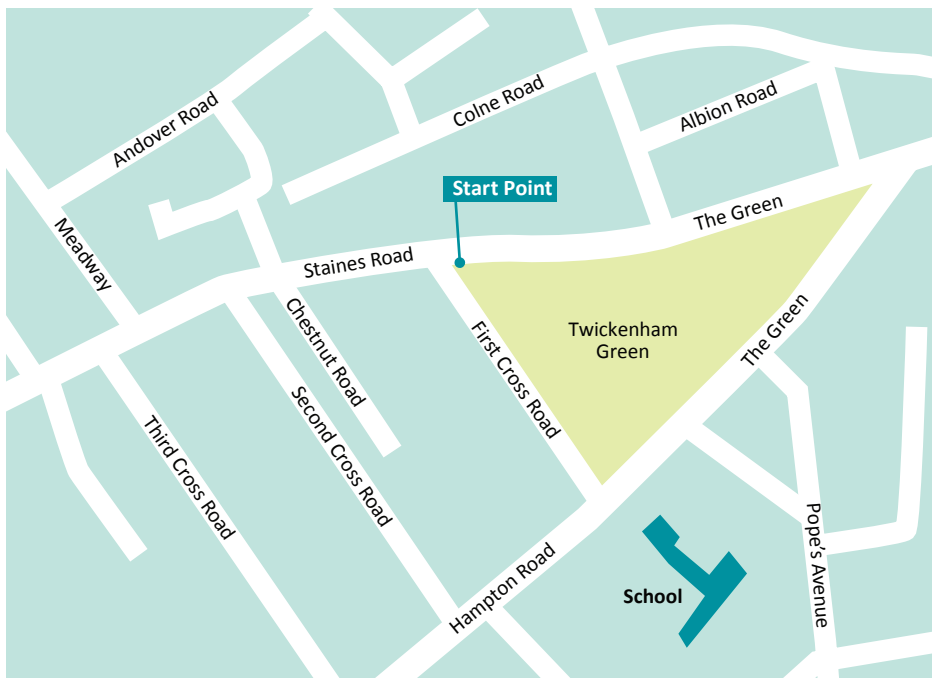 Andover Road
Colne Road
Albion Road
Start Point
The Green
Meadway
Staines Road
Chestnut Road
First Cross Road
Twickenham
Green
The Green
Second Cross Road
Third Cross Road
Pope's Avenue
Hampton Road
School